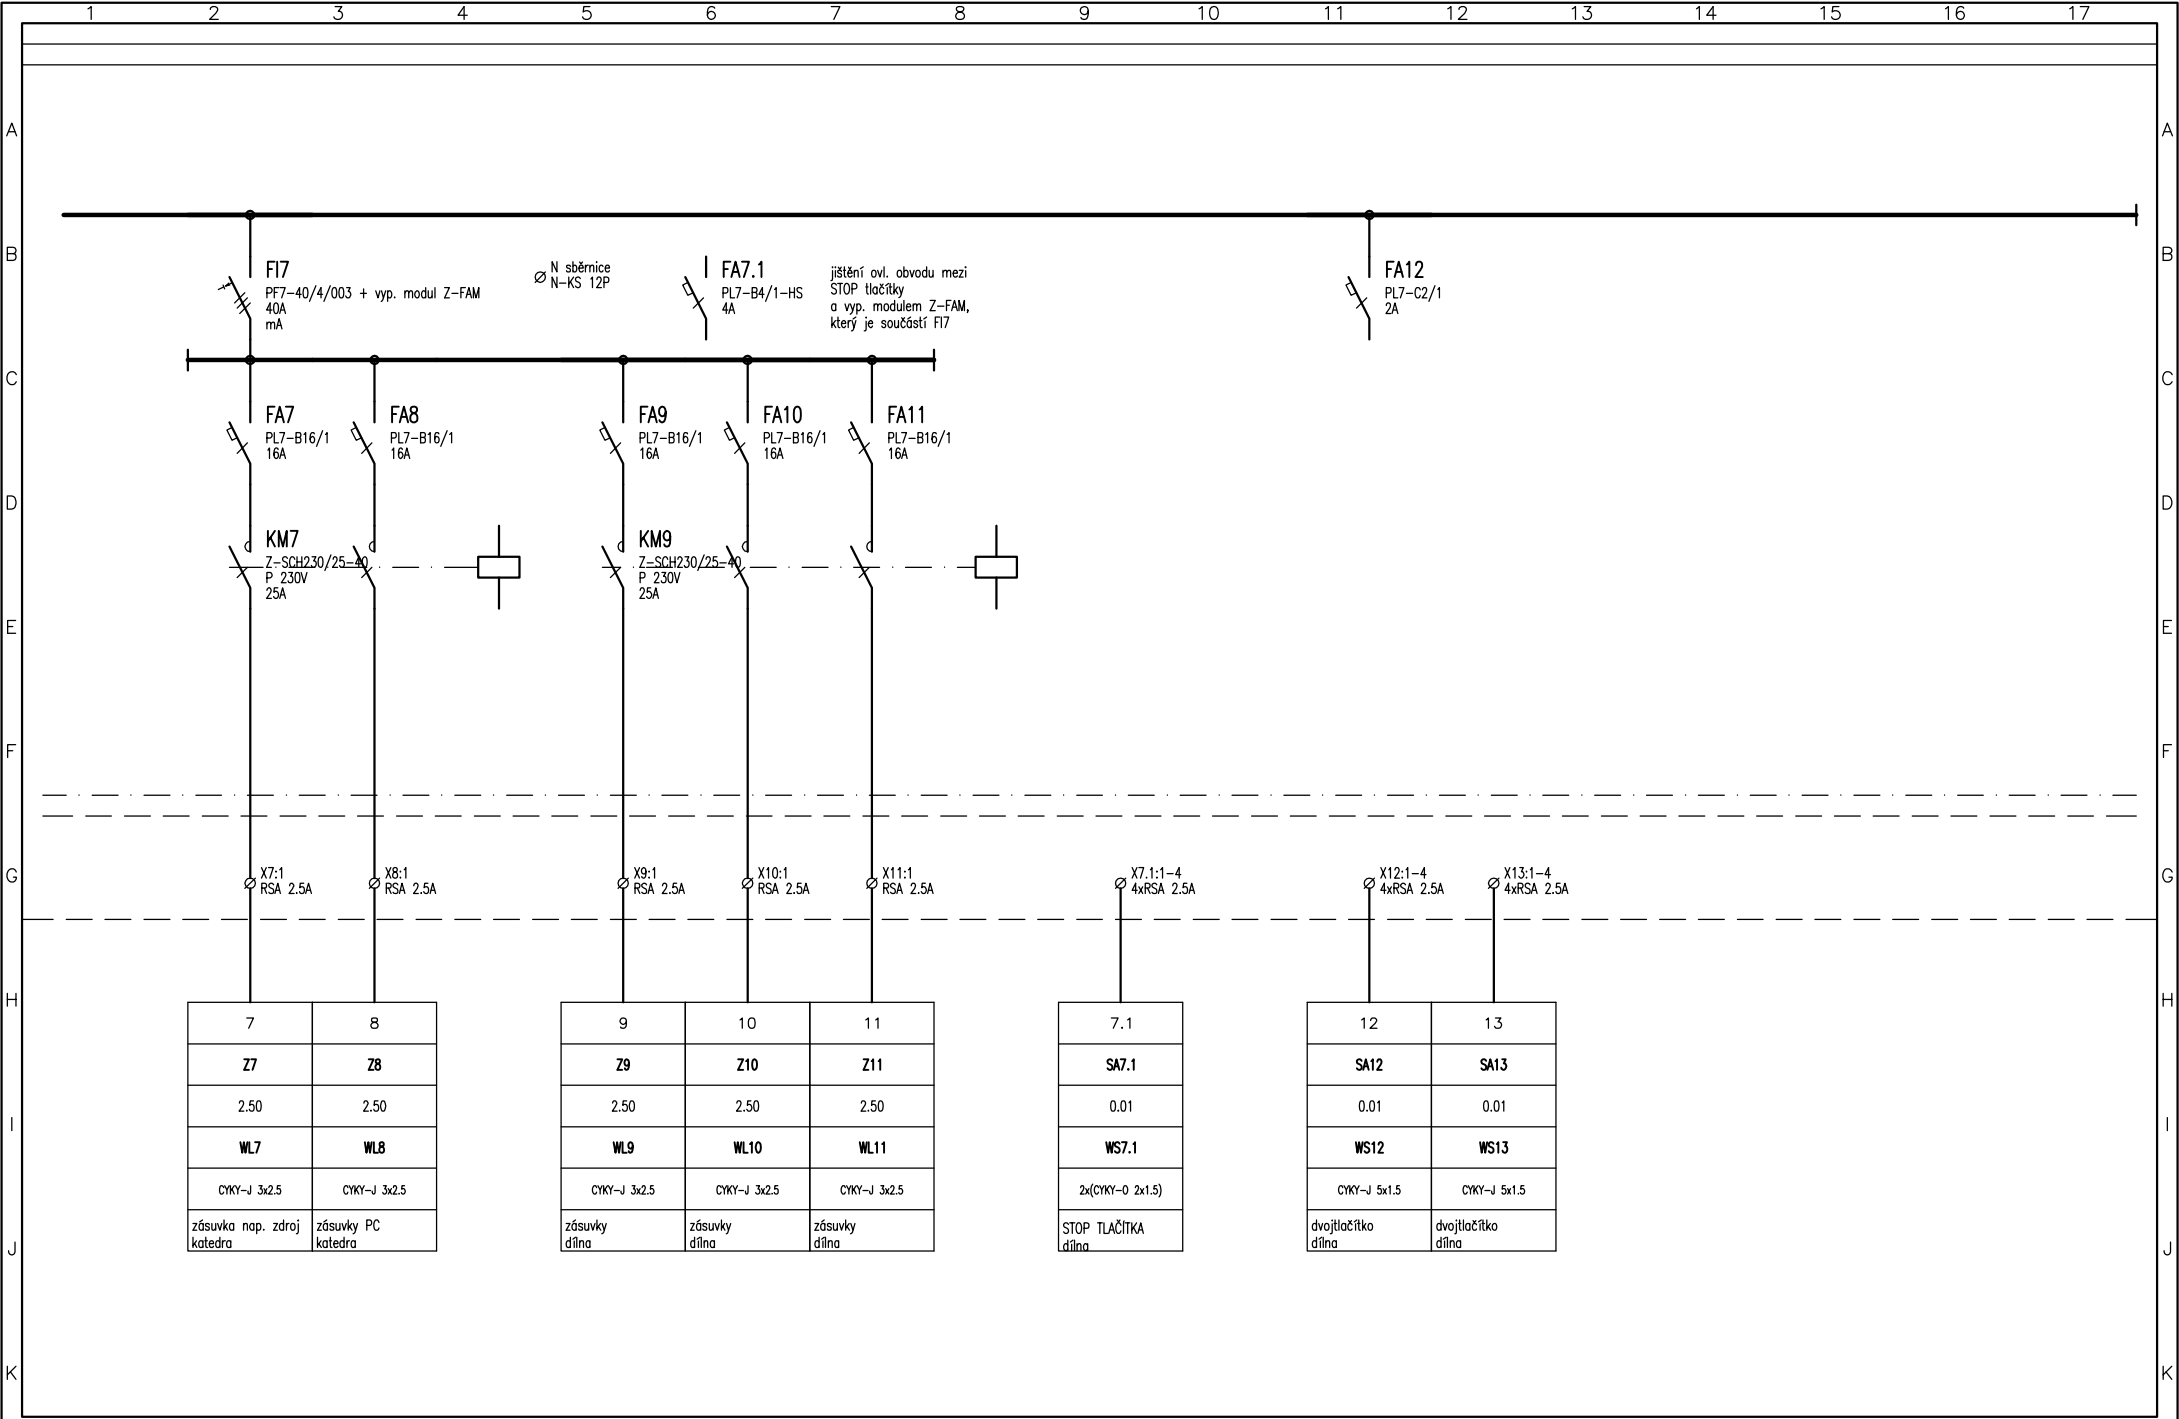 1 2 3 4 5 6 7 8 9 10 11 12 13 14 15 16 17
A A
B B
FI7
PF7-40/4/003 + vyp. modul Z-FAM
40A
mA
N sběrnice
N-KS 12P
FA7.1
PL7-B4/1-HS
4A
jištění ovl. obvodu mezi
STOP tlačítky
a vyp. modulem Z-FAM,
který je součástí FI7
FA12
PL7-C2/1
2A
C C
FA7
PL7-B16/1
16A
FA8
PL7-B16/1
16A
FA9
PL7-B16/1
16A
FA10
PL7-B16/1
16A
FA11
PL7-B16/1
16A
D D
KM7
Z-SCH230/25-40
P 230V
25A
KM9
Z-SCH230/25-40
P 230V
25A
E E
F F
G G
X7:1
RSA 2.5A
X8:1
RSA 2.5A
X9:1
RSA 2.5A
X10:1
RSA 2.5A
X11:1
RSA 2.5A
X7.1:1-4
4xRSA 2.5A
X12:1-4
4xRSA 2.5A
X13:1-4
4xRSA 2.5A
H H
7 8 9 10 11 7.1 12 13
Z7 Z8 Z9 Z10 Z11 SA7.1 SA12 SA13
2.50 2.50 2.50 2.50 2.50 0.01 0.01 0.01
I I
WL7 WL8 WL9 WL10 WL11 WS7.1 WS12 WS13
CYKY-J 3x2.5 CYKY-J 3x2.5 CYKY-J 3x2.5 CYKY-J 3x2.5 CYKY-J 3x2.5 2x(CYKY-O 2x1.5) CYKY-J 5x1.5 CYKY-J 5x1.5
zásuvka nap. zdroj
katedra
zásuvky PC
katedra
zásuvky
dílna
zásuvky
dílna
zásuvky
dílna
STOP TLAČÍTKA
dílna
dvojtlačítko
dílna
dvojtlačítko
dílna
J J
K K